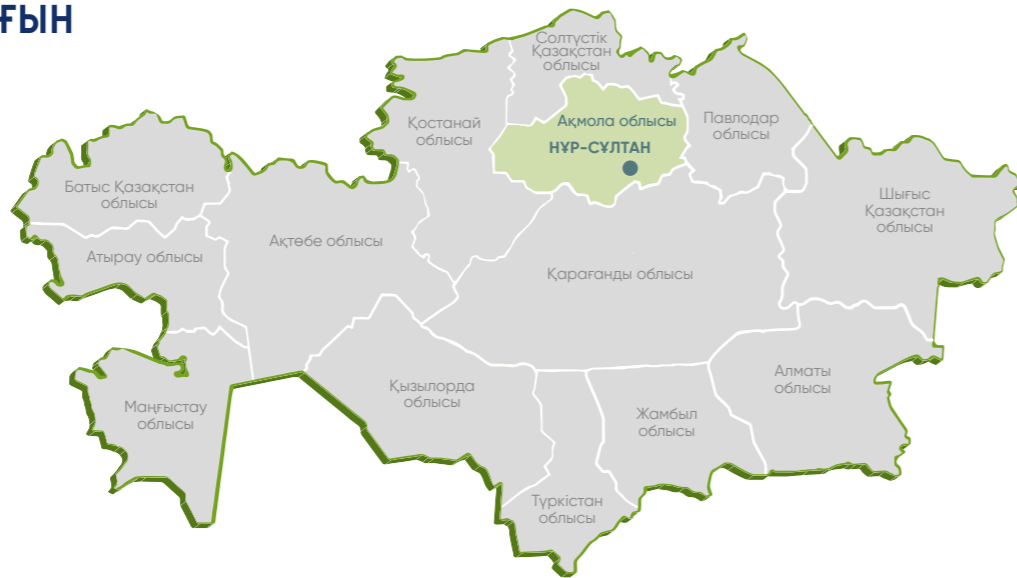 ҒЫН
Солтүстік
Қазақстан
облысы
Қостанай
облысы
Ақмола облысы
НҰР-СҰЛТАН
Павлодар
облысы
Батыс Қазақстан
облысы
Шығыс
Қазақстан
облысы
Атырау облысы
Ақтөбе облысы
Қарағанды облысы
Маңғыстау
облысы
Қызылорда
облысы
Жамбыл
облысы
Алматы
облысы
Түркістан
облысы